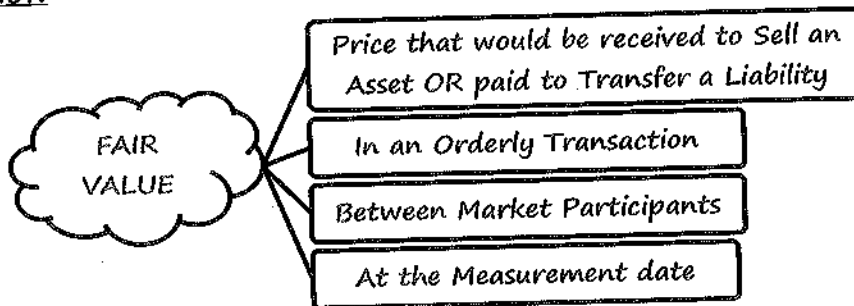 Price that would be received to Sell an
Asset OR paid to Transfer a Liability
FAIR
VALUE
In an Orderly Transaction
Between Market Participants
At the Measurement date